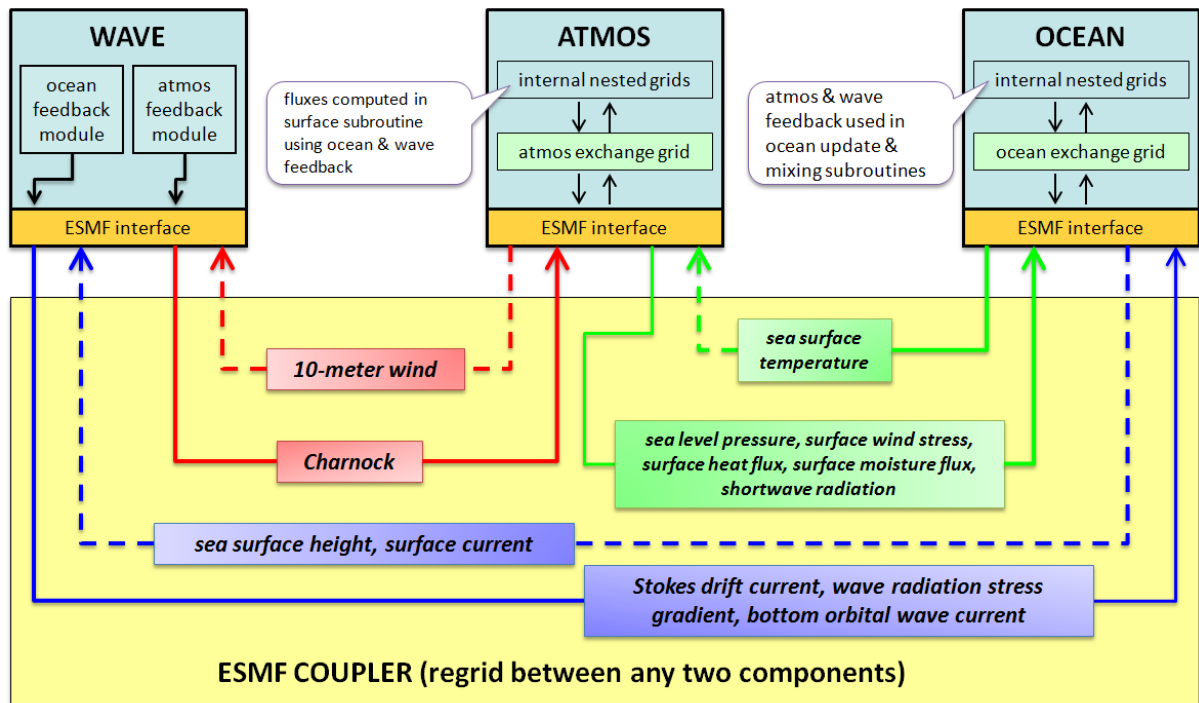 WAVE
ocean
feedback
module
atmos
feedback
module
ESMF interface
fluxes computed in
surface subroutine
using ocean & wave
feedback
ATMOS
internal nested grids
atmos exchange grid
ESMF interface
atmos & wave
feedback used in
ocean update &
mixing subroutines
OCEAN
internal nested grids
ocean exchange grid
ESMF interface
10-meter wind
sea surface
temperature
Charnock
sea level pressure, surface wind stress,
surface heat flux, surface moisture flux,
shortwave radiation
sea surface height, surface current
Stokes drift current, wave radiation stress
gradient, bottom orbital wave current
ESMF COUPLER (regrid between any two components)